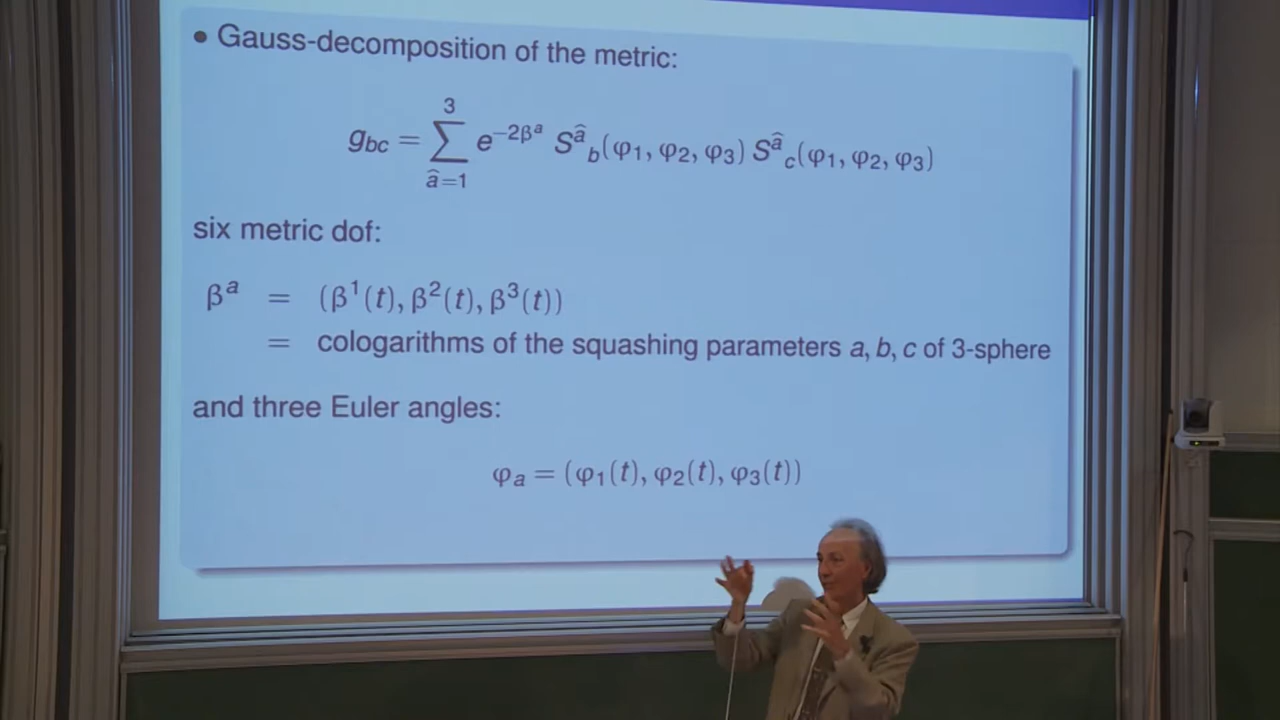 • Gauss-decomposition of the metric:
g_{bc} = \sum_{\hat{a}=1}^{3} e^{-2β^a} S^{\hat{a}}_b(φ_1, φ_2, φ_3) S^{\hat{a}}_c(φ_1, φ_2, φ_3)
six metric dof:
β^a = (β^1(t), β^2(t), β^3(t))
= cologarithms of the squashing parameters a, b, c of 3-sphere
and three Euler angles:
φ_a = (φ_1(t), φ_2(t), φ_3(t))